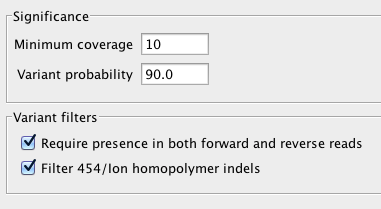 Significance
Minimum coverage 10
Variant probability 90.0
Variant filters
Require presence in both forward and reverse reads
Filter 454/Ion homopolymer indels